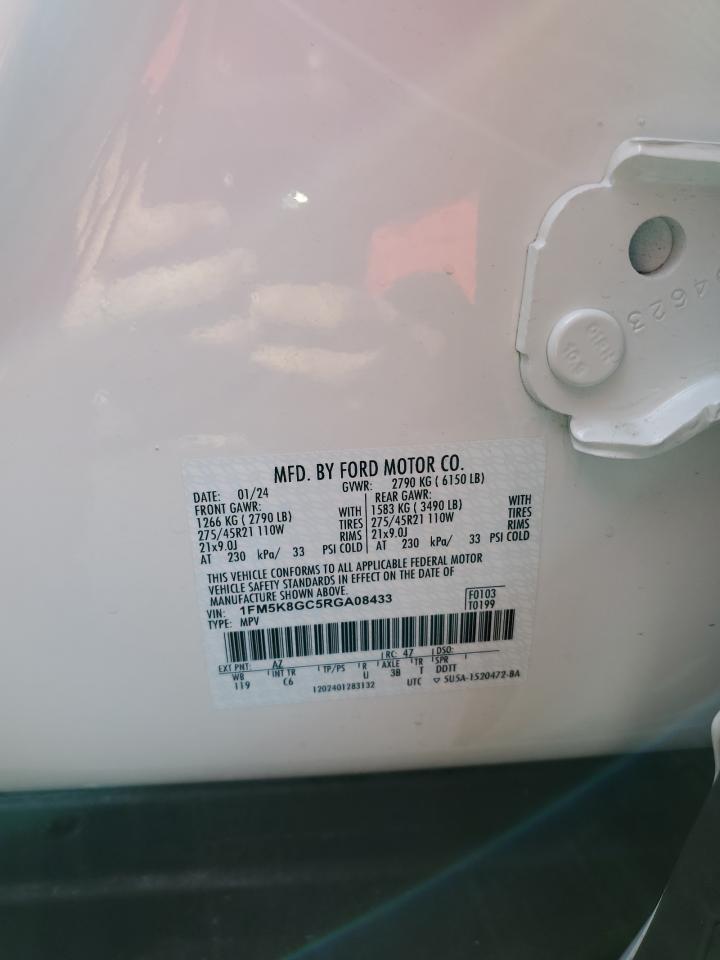 4623
MFD. BY FORD MOTOR CO.
DATE: 01/24 GVWR: 2790 KG ( 6150 LB)
FRONT GAWR: REAR GAWR:
1266 KG ( 2790 LB) WITH 1583 KG ( 3490 LB) WITH
275/45R21 110W TIRES 275/45R21 110W TIRES
21x9.0J RIMS 21x9.0J RIMS
AT 230 kPa/ 33 PSI COLD AT 230 kPa/ 33 PSI COLD
THIS VEHICLE CONFORMS TO ALL APPLICABLE FEDERAL MOTOR
VEHICLE SAFETY STANDARDS IN EFFECT ON THE DATE OF
MANUFACTURE SHOWN ABOVE.
VIN: 1FM5K8GC5RGA08433 F0103
TYPE: MPV T0199
EXT PNT: AZ RC: 47 DSO:
WB INT TR TP/PS R AXLE TR SPR
119 C6 U 3B T DDTT
1202401283132 UTC ▽ 5U5A-1520472-BA